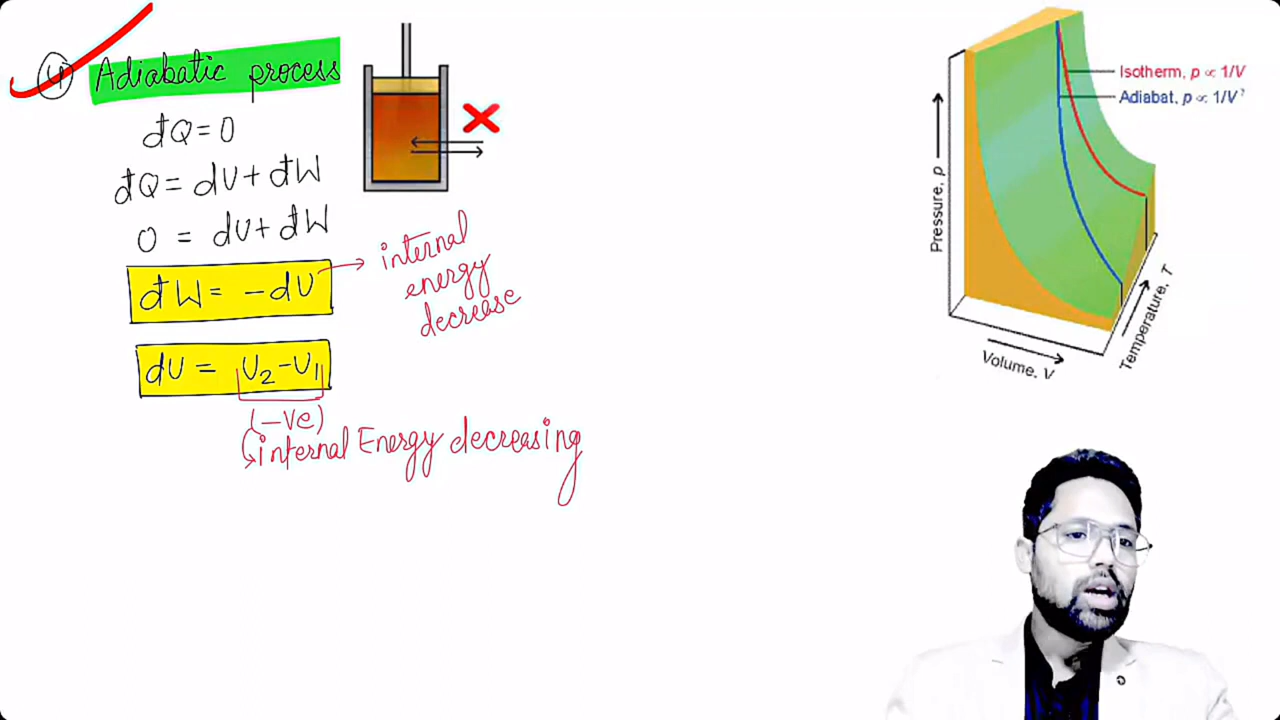 ④ Adiabatic process
đQ = 0
đQ = dU + đW
0 = dU + đW
đW = -dU
internal
energy
decrease
dU = U₂ - U₁
(-ve)
internal Energy decreasing
Isotherm, p ∝ 1/V
Adiabat, p ∝ 1/V?
Pressure, p
Volume, V
Temperature, T